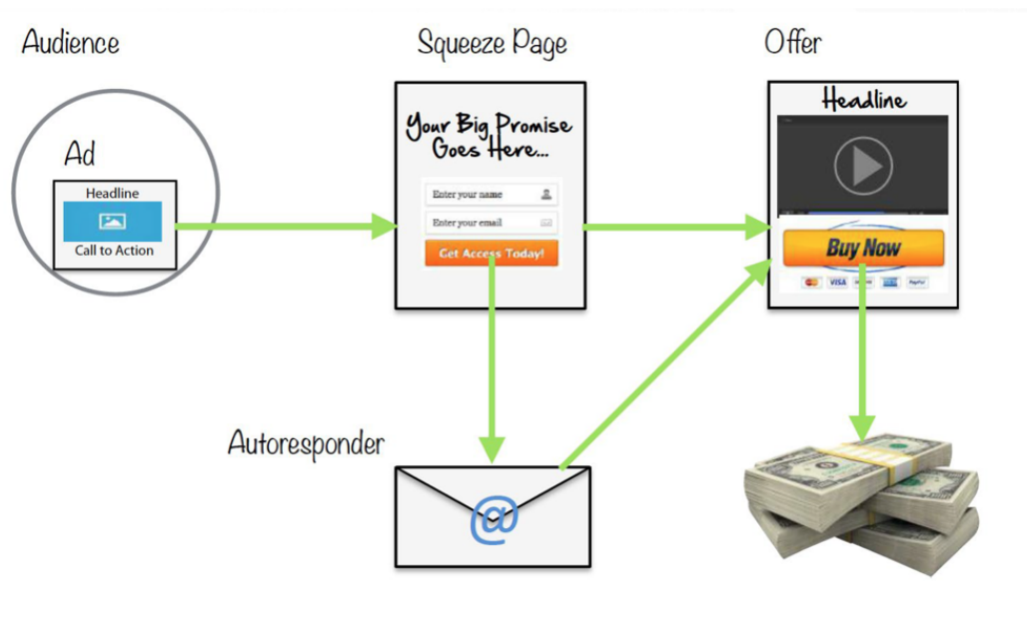 Audience
Squeeze Page
Offer
Ad
Headline
Call to Action
Your Big Promise
Goes Here...
Enter your name
Enter your email
Get Access Today!
Headline
Buy Now
VISA
PayPal
Autoresponder
@